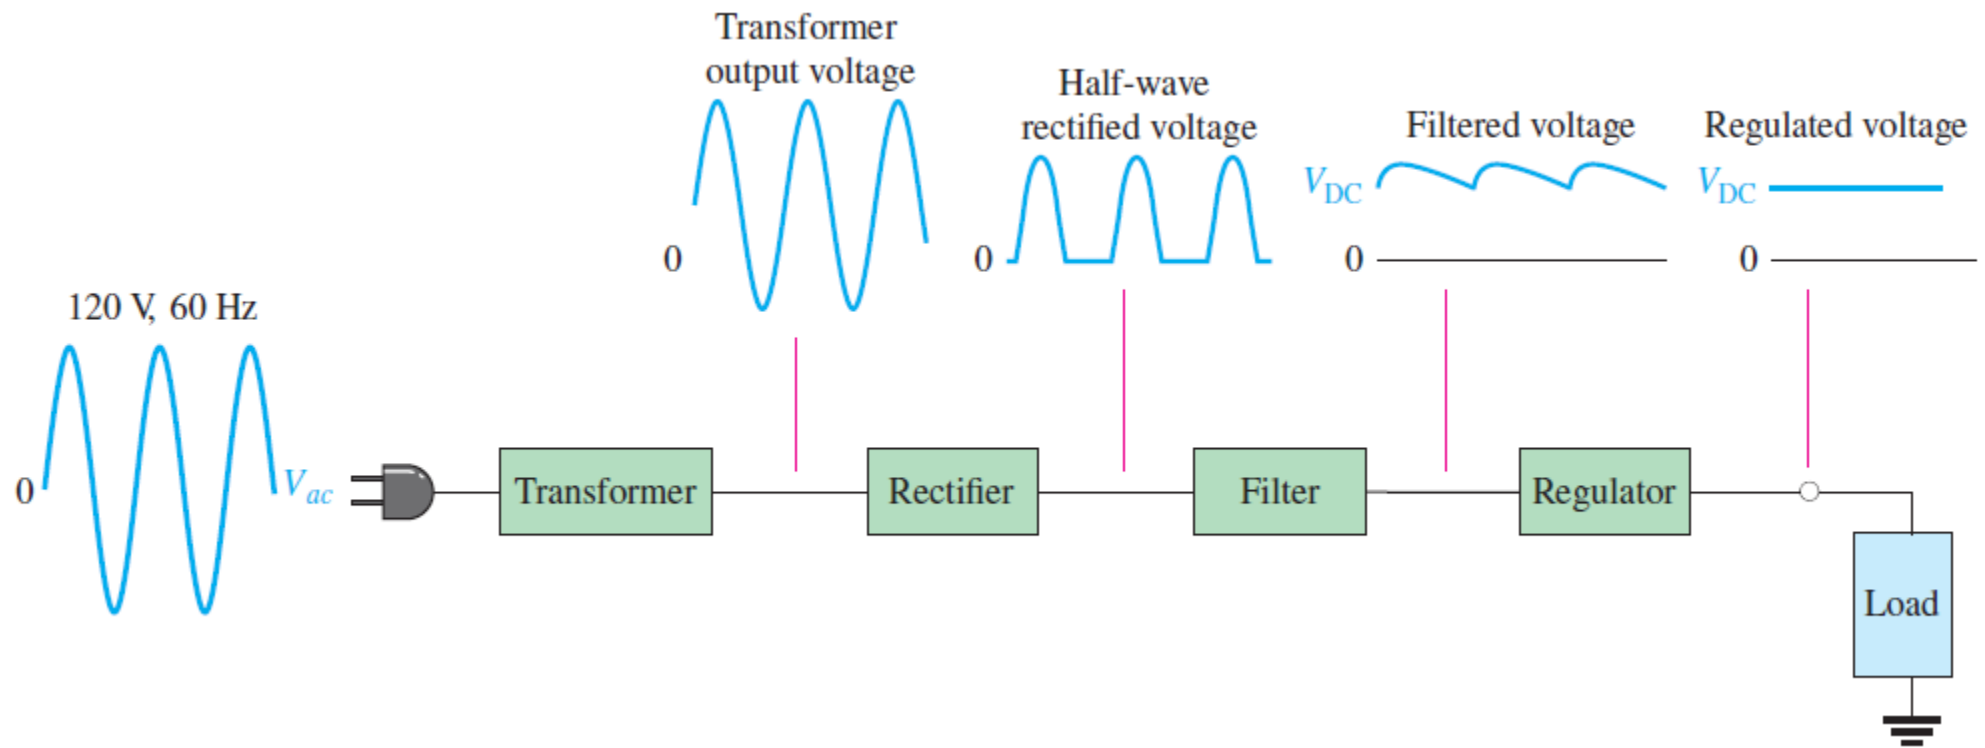 Transformer
output voltage
Half-wave
rectified voltage
Filtered voltage
Regulated voltage
V_DC
V_DC
0
0
0
0
120 V, 60 Hz
0
V_ac
Transformer
Rectifier
Filter
Regulator
Load